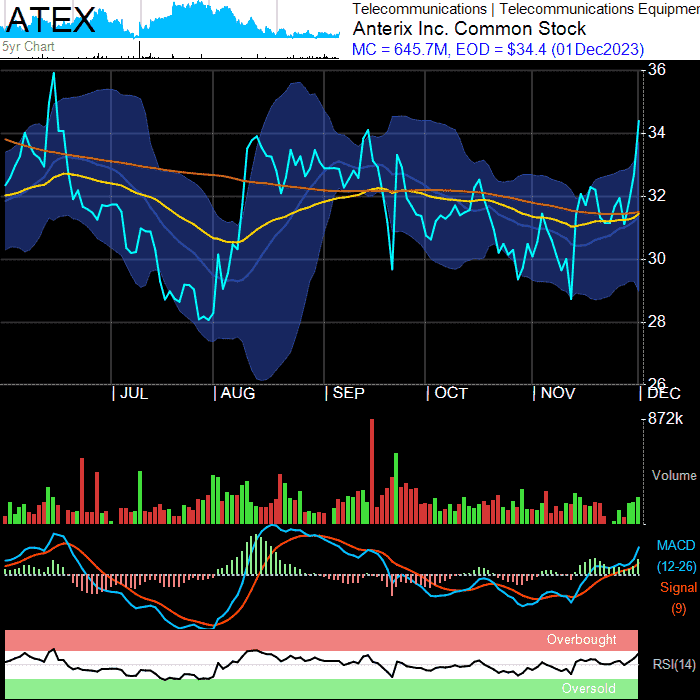 ATEX
5yr Chart
Telecommunications | Telecommunications Equipmen
Anterix Inc. Common Stock
MC = 645.7M, EOD = $34.4 (01Dec2023)
36
34
32
30
28
26
| JUL | AUG | SEP | OCT | NOV | DEC
872k
Volume
MACD
(12-26)
Signal
(9)
Overbought
RSI(14)
Oversold